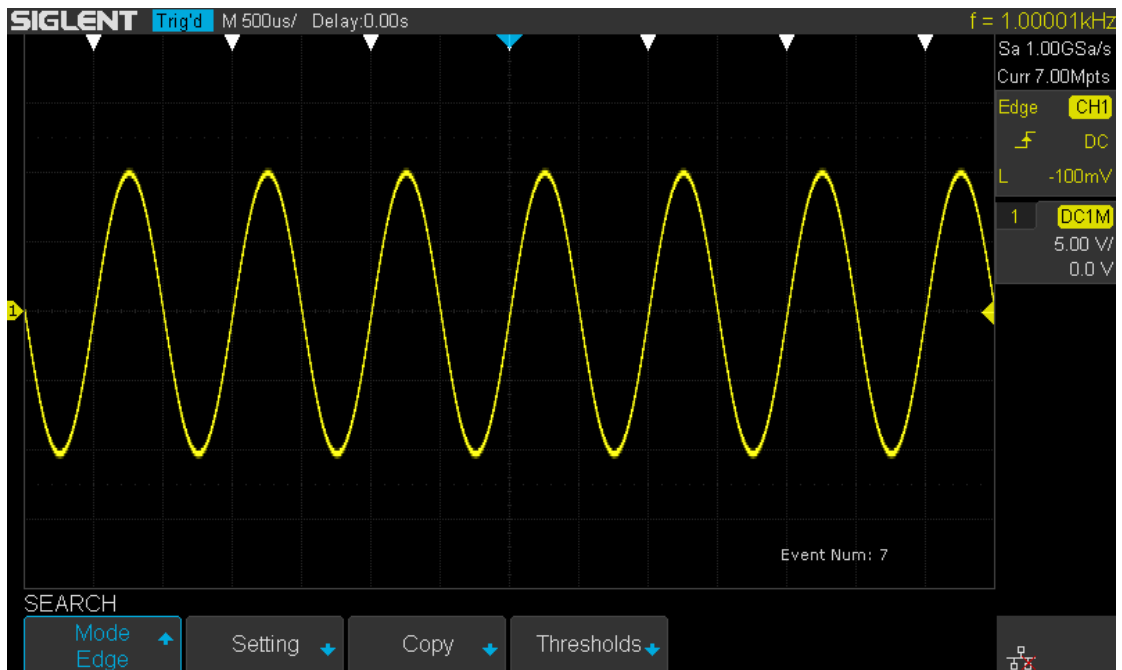 SIGLENT Trig'd M 500us/ Delay:0.00s f = 1.00001kHz
Sa 1.00GSa/s
Curr 7.00Mpts
Edge CH1
DC
L -100mV
1 DC1M
5.00 V/
0.0 V
1
Event Num: 7
SEARCH
Mode
Edge
Setting
Copy
Thresholds